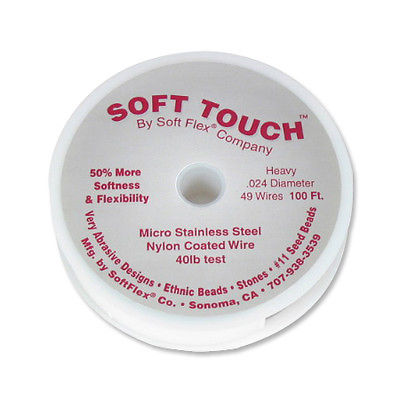 SOFT TOUCH™
By Soft Flex® Company
50% More
Softness
& Flexibility
Heavy
.024 Diameter
49 Wires 100 Ft.
Micro Stainless Steel
Nylon Coated Wire
40lb test
Very Abrasive Designs • Ethnic Beads • Stones • #11 Seed Beads
Mfg. by SoftFlex® Co. • Sonoma, CA • 707-938-3539